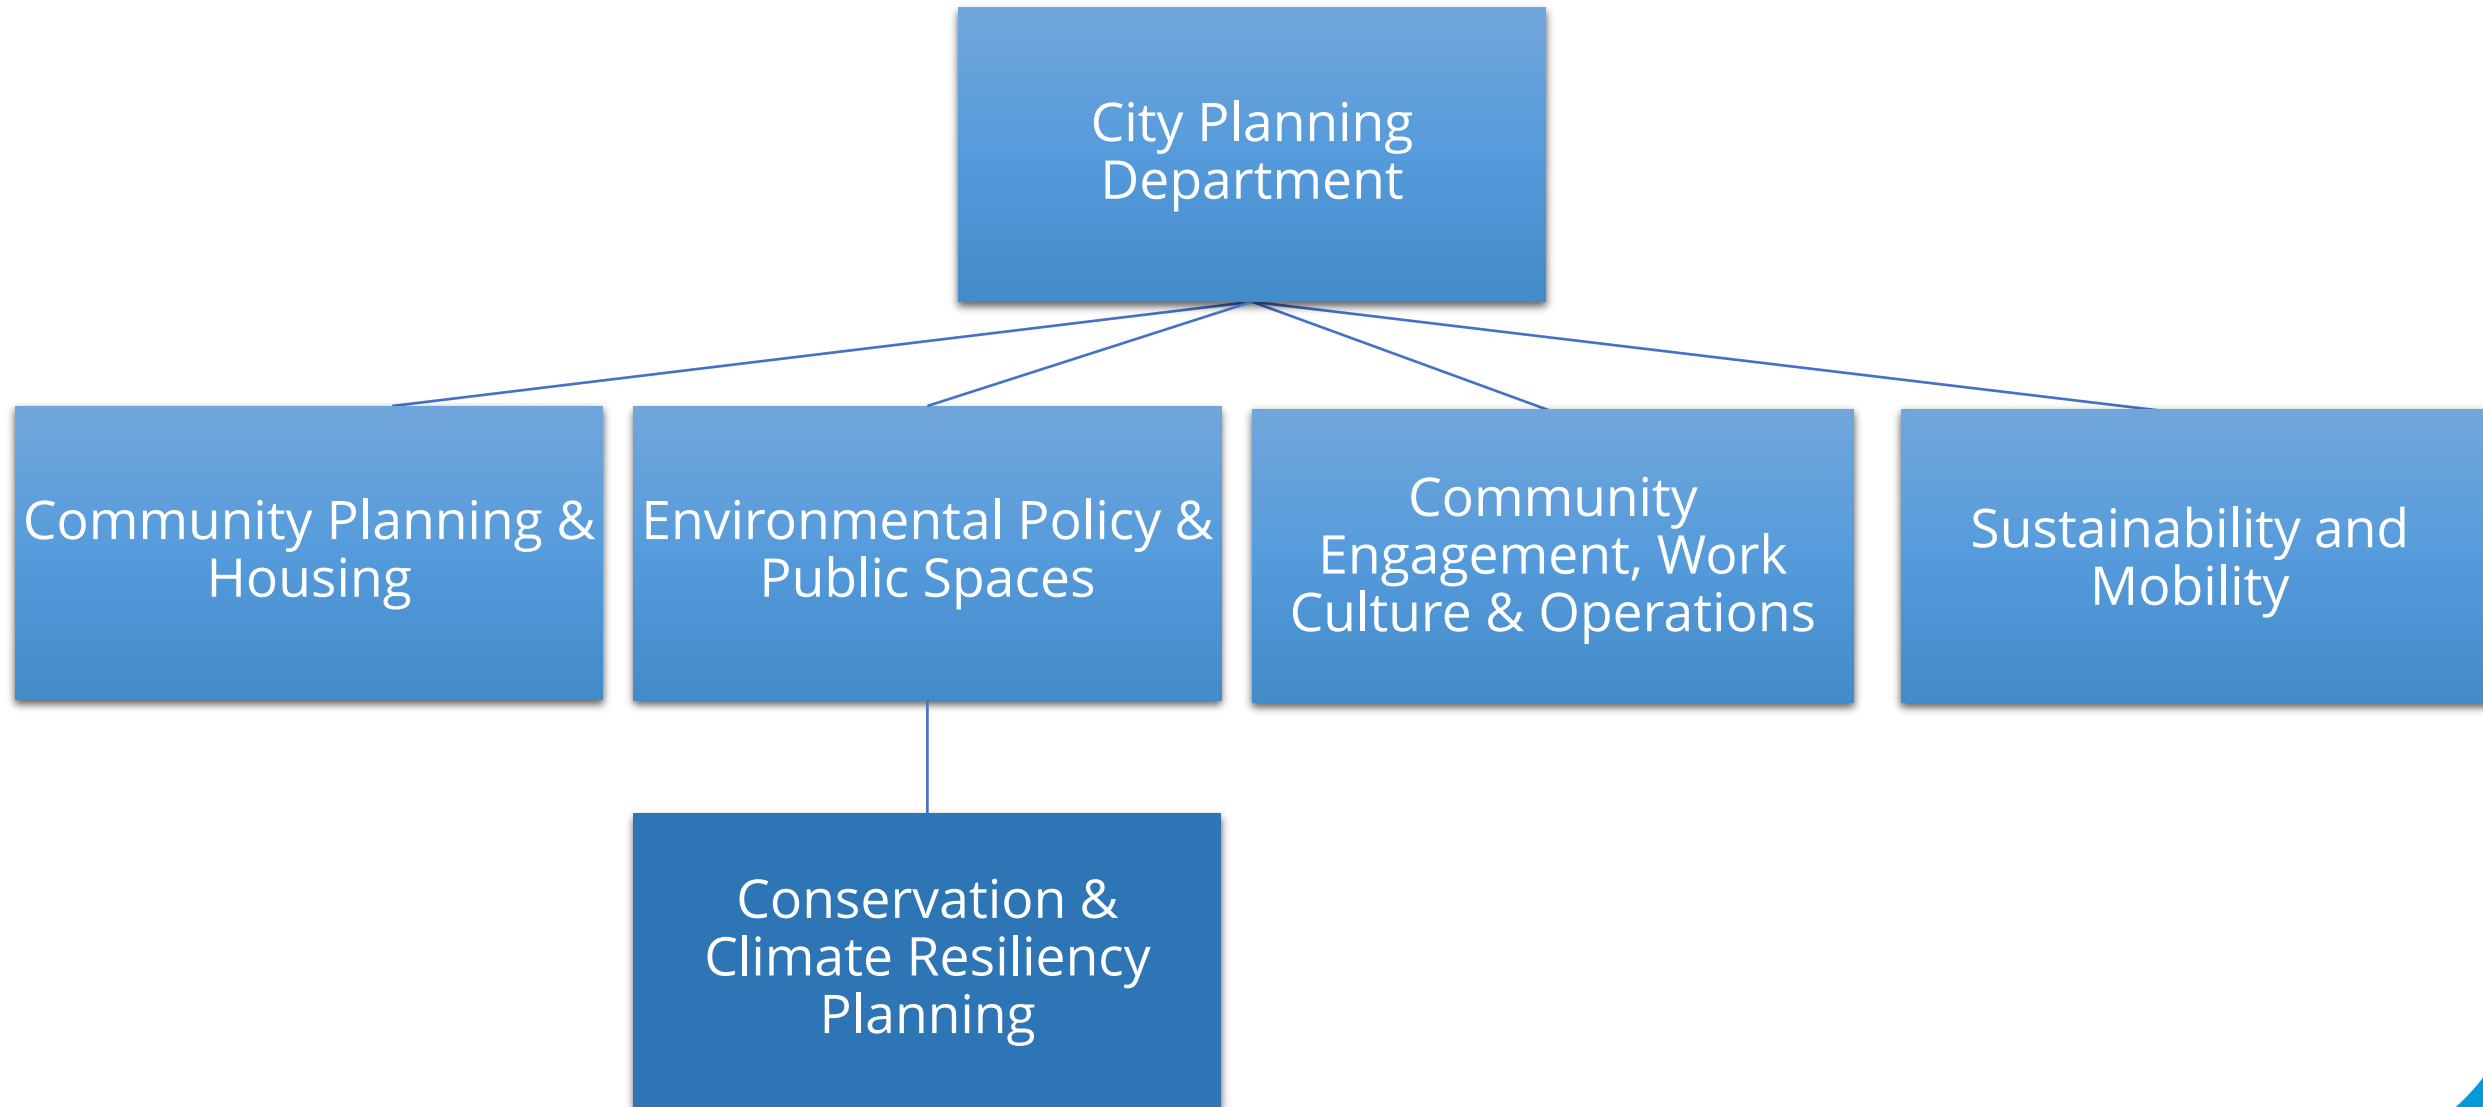 City Planning
Department
Community Planning &
Housing
Environmental Policy &
Public Spaces
Community
Engagement, Work
Culture & Operations
Sustainability and
Mobility
Conservation &
Climate Resiliency
Planning